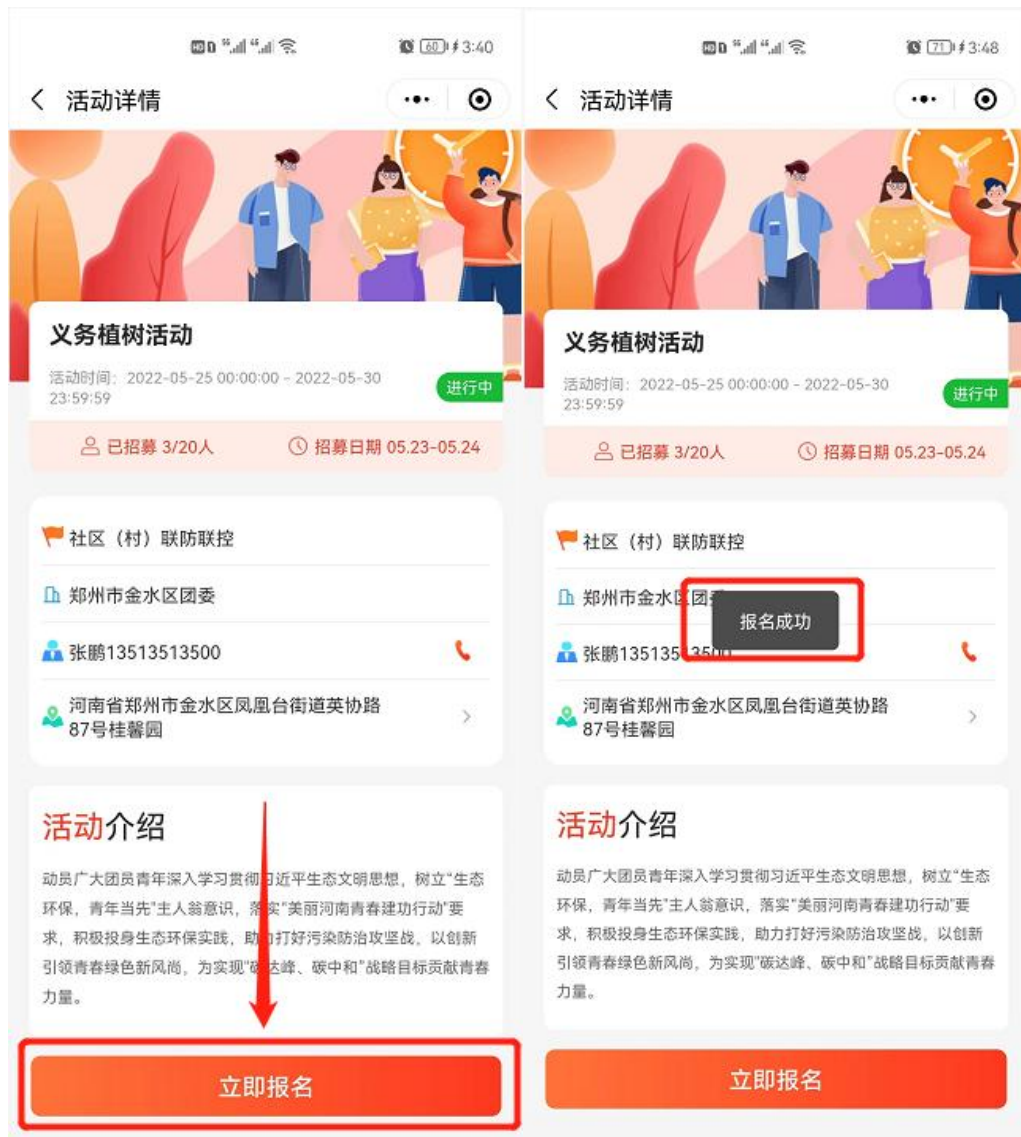 3:40
活动详情
义务植树活动
活动时间：2022-05-25 00:00:00 - 2022-05-30
23:59:59
进行中
已招募 3/20人
招募日期 05.23-05.24
社区（村）联防联控
郑州市金水区团委
张鹏13513513500
河南省郑州市金水区凤凰台街道英协路
87号桂馨园
活动介绍
动员广大团员青年深入学习贯彻习近平生态文明思想，树立“生态
环保，青年当先”主人翁意识，落实“美丽河南青春建功行动”要
求，积极投身生态环保实践，助力打好污染防治攻坚战，以创新
引领青春绿色新风尚，为实现“碳达峰、碳中和”战略目标贡献青春
力量。
立即报名
3:48
活动详情
义务植树活动
活动时间：2022-05-25 00:00:00 - 2022-05-30
23:59:59
进行中
已招募 3/20人
招募日期 05.23-05.24
社区（村）联防联控
郑州市金水区团委
报名成功
张鹏13513513500
河南省郑州市金水区凤凰台街道英协路
87号桂馨园
活动介绍
动员广大团员青年深入学习贯彻习近平生态文明思想，树立“生态
环保，青年当先”主人翁意识，落实“美丽河南青春建功行动”要
求，积极投身生态环保实践，助力打好污染防治攻坚战，以创新
引领青春绿色新风尚，为实现“碳达峰、碳中和”战略目标贡献青春
力量。
立即报名